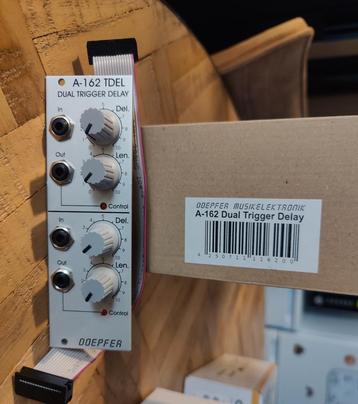 A-162 TDEL
DUAL TRIGGER DELAY
In
Del.
Out
Len.
Control
In
Del.
Out
Len.
Control
DOEPFER
DOEPFER MUSIKELEKTRONIK
A-162 Dual Trigger Delay